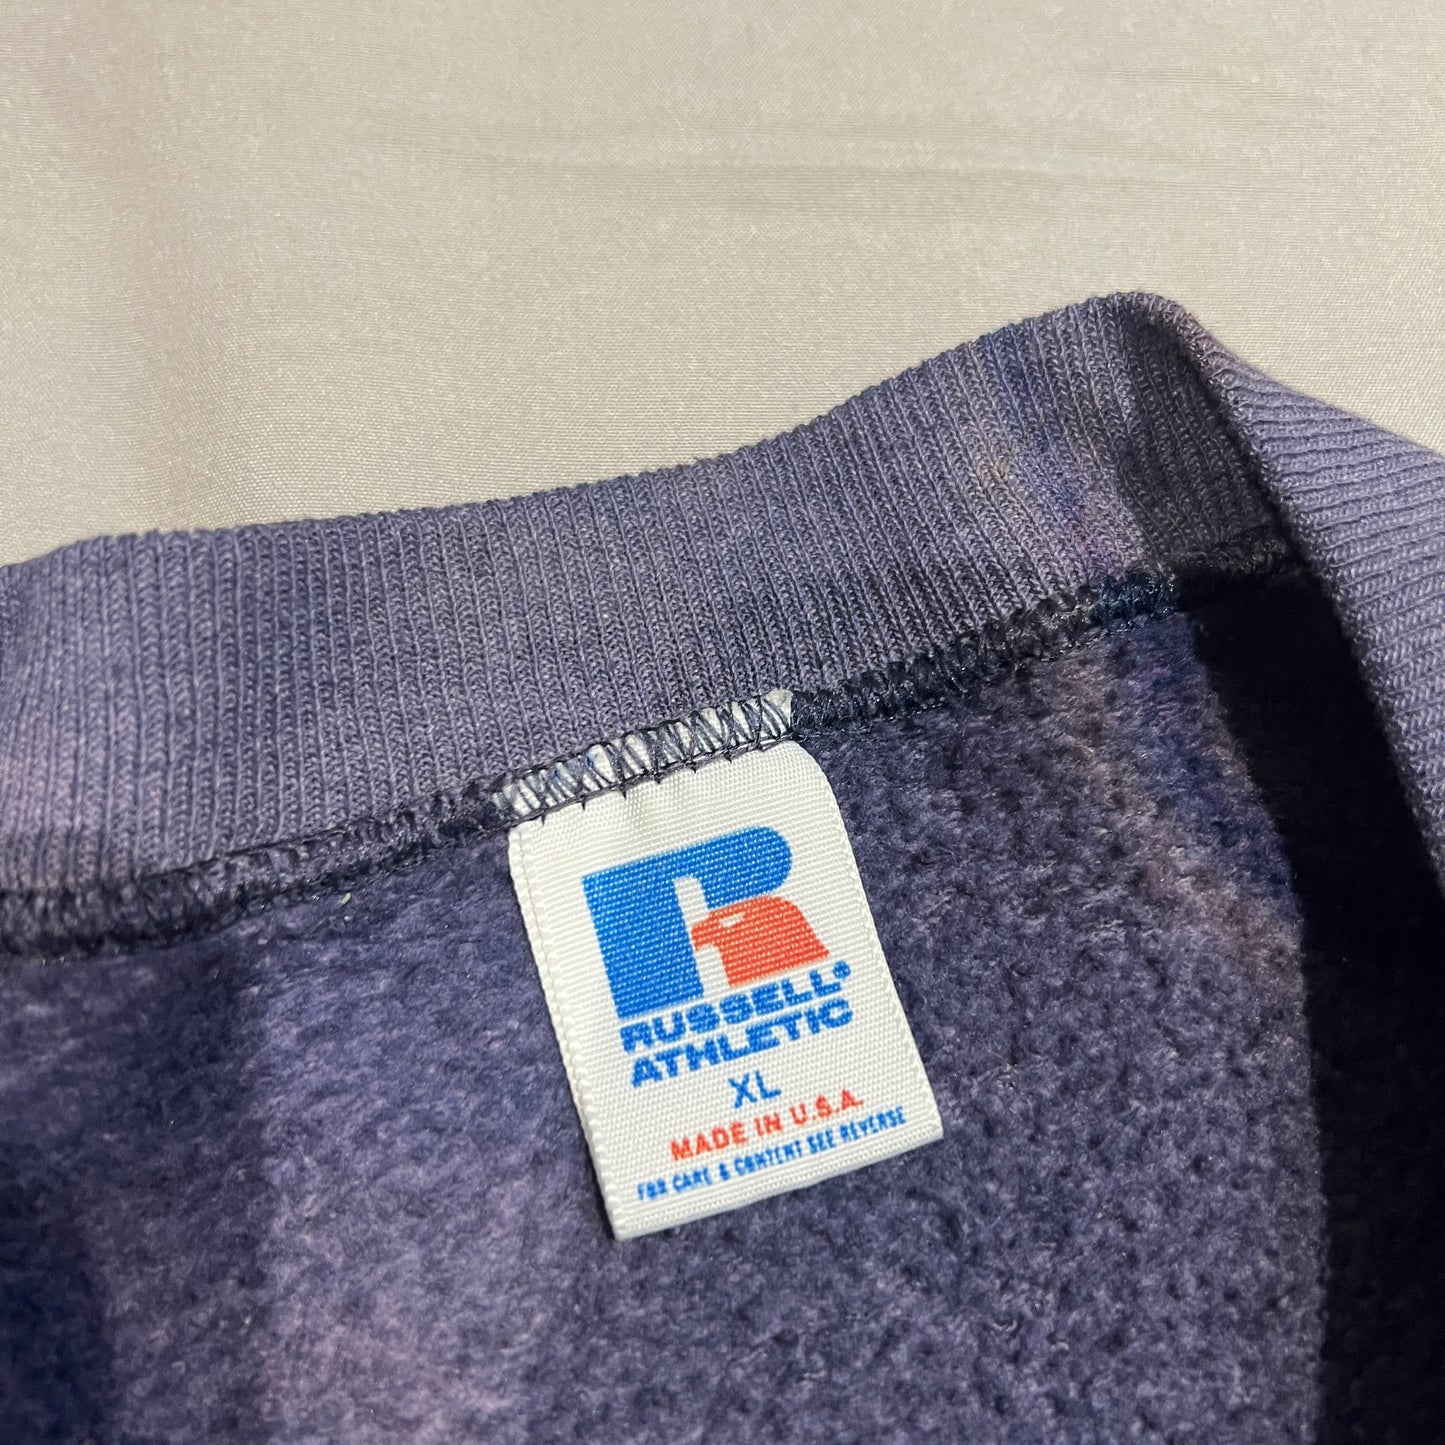 R
RUSSELL®
ATHLETIC
XL
MADE IN U.S.A.
FOR CARE & CONTENT SEE REVERSE